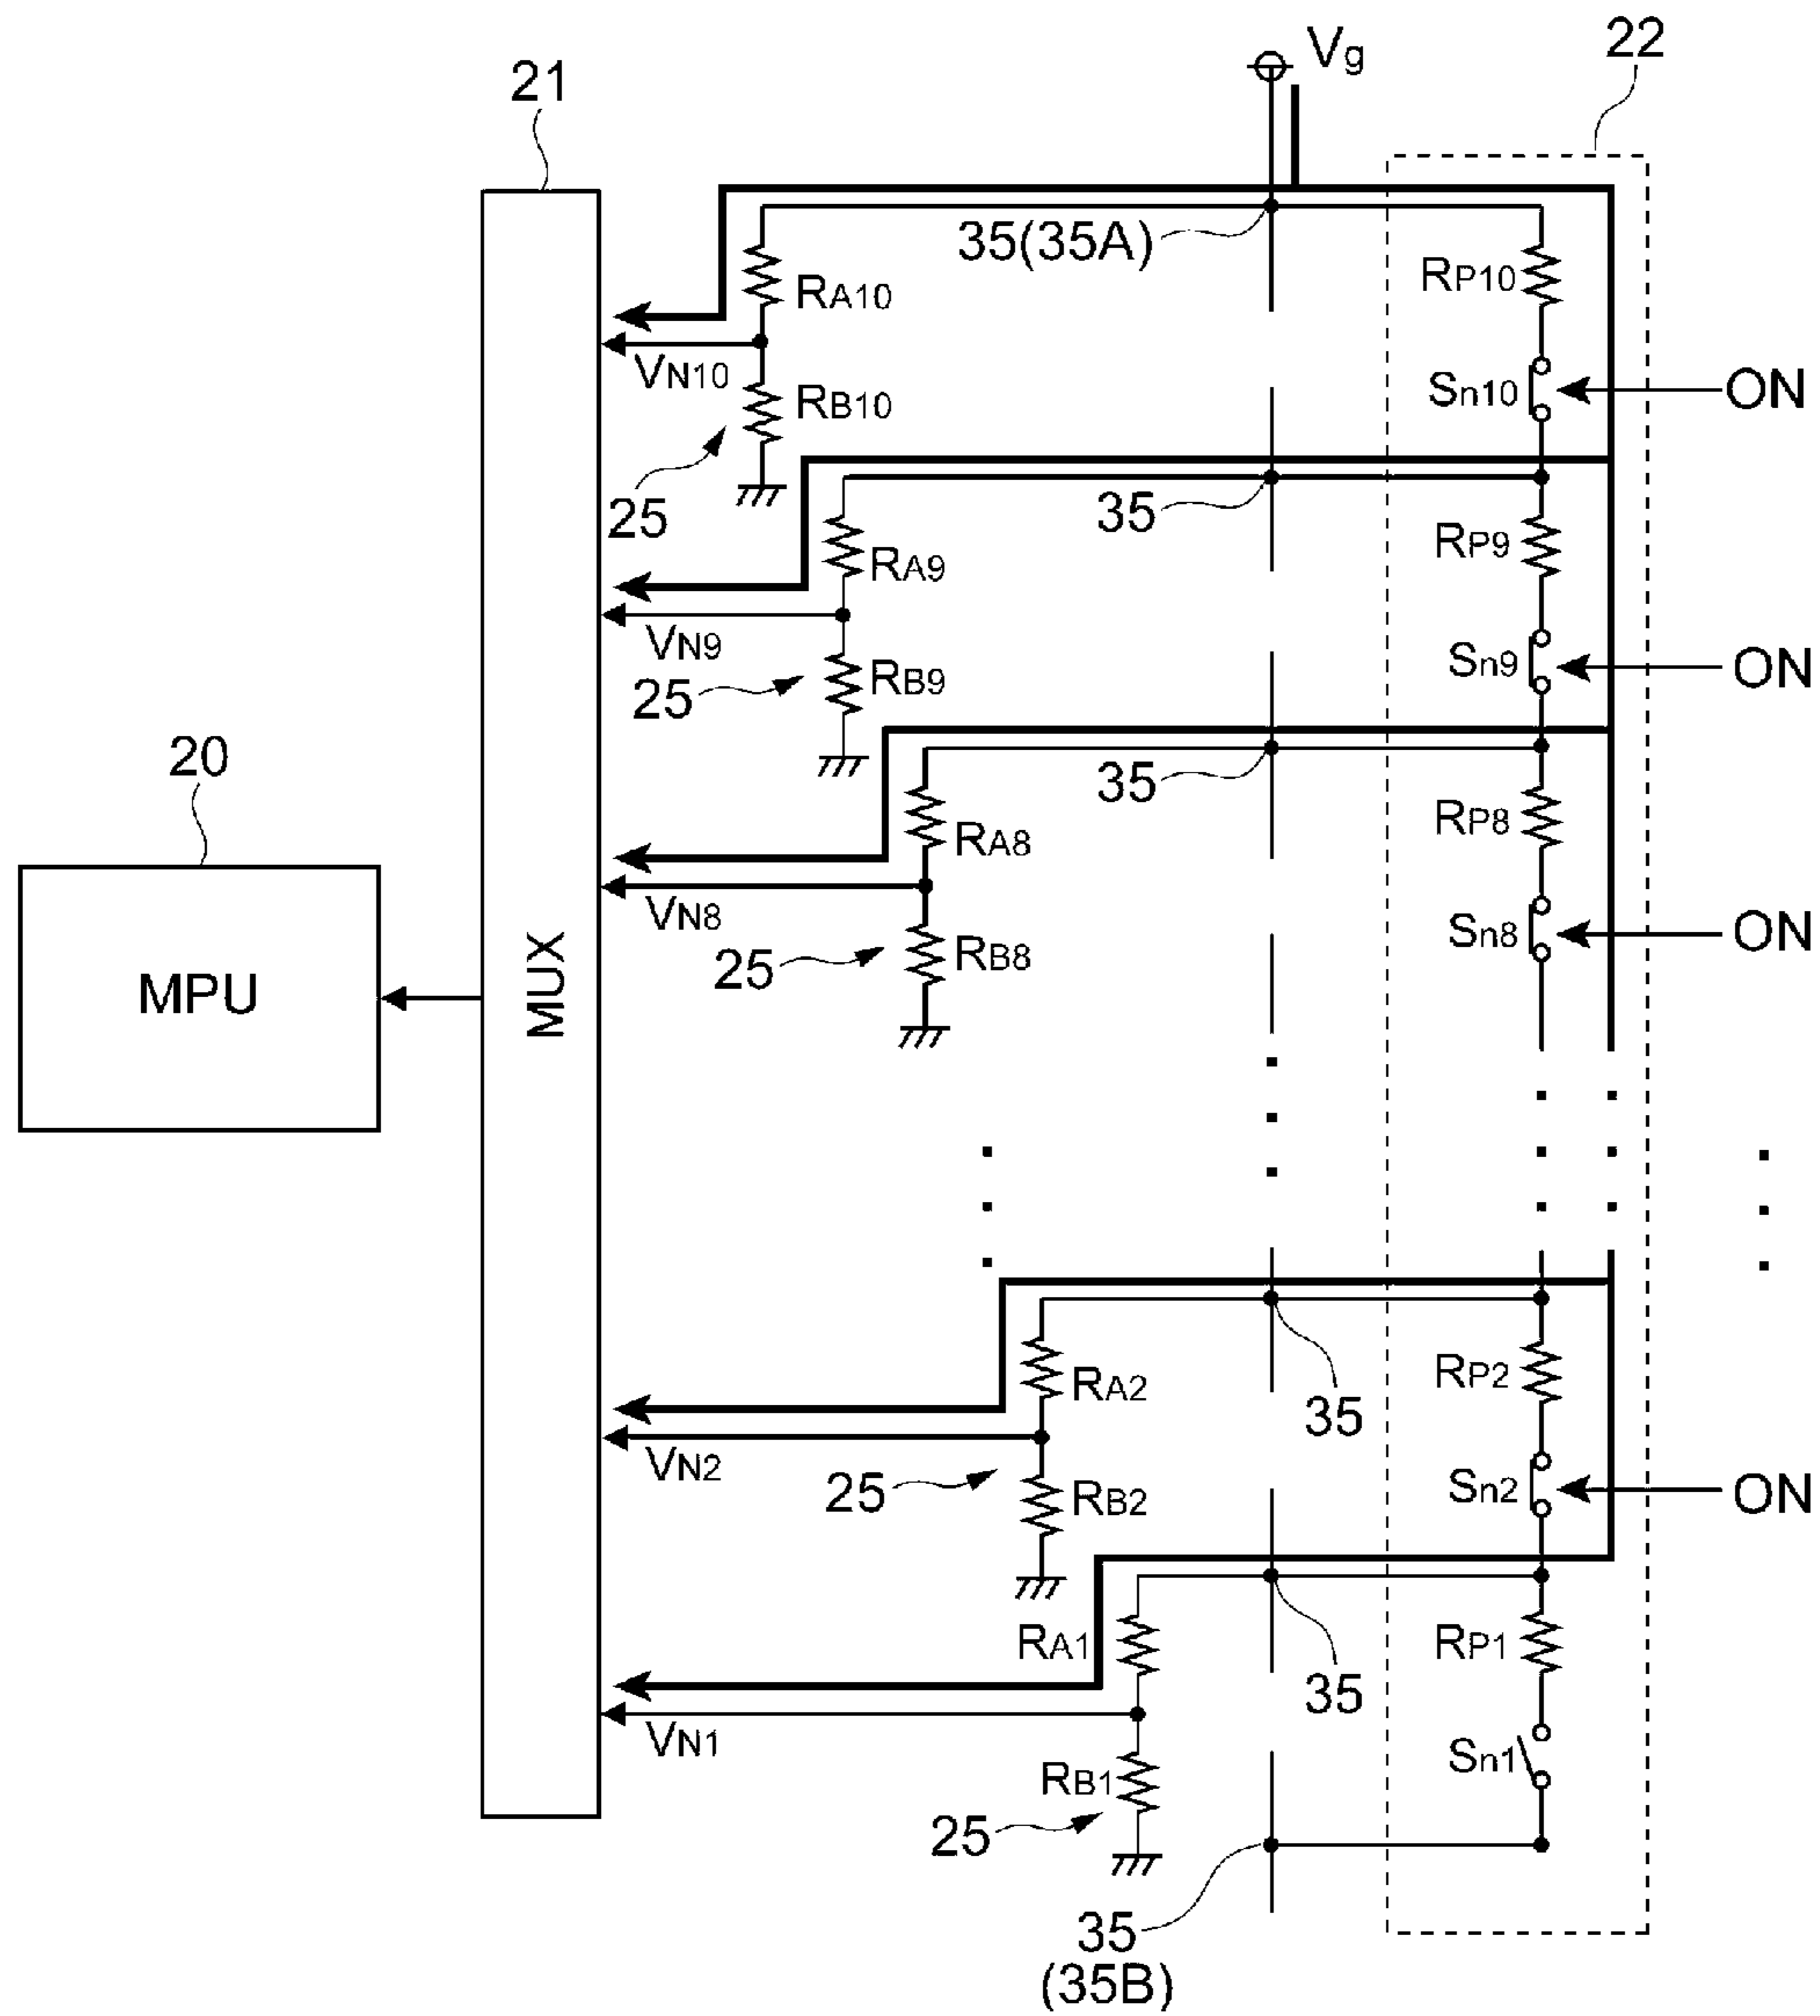 22
Vg
21
35(35A)
RP10
RA10
VN10
Sn10
ON
RB10
25
35
RP9
RA9
VN9
Sn9
ON
RB9
25
20
35
RP8
RA8
VN8
Sn8
ON
RB8
25
MPU
MUX
RA2
RP2
35
VN2
Sn2
ON
25
RB2
RA1
RP1
35
VN1
Sn1
RB1
25
35
(35B)